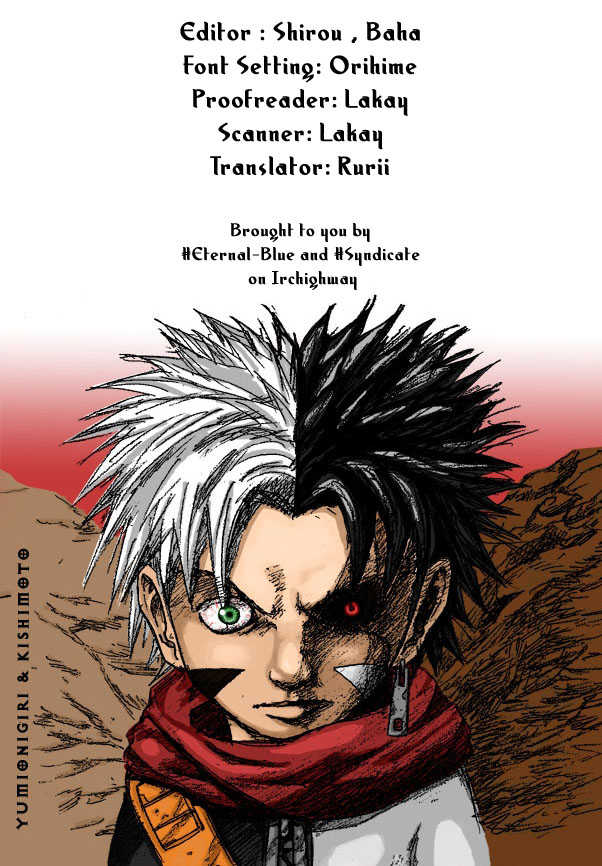 Editor : Shirou , Baha
Font Setting: Orihime
Proofreader: Lakay
Scanner: Lakay
Translator: Rurii
Brought to you by
#Eternal-Blue and #Syndicate
on Irchighway
YUMIONIGIRI & KISHIMOTO